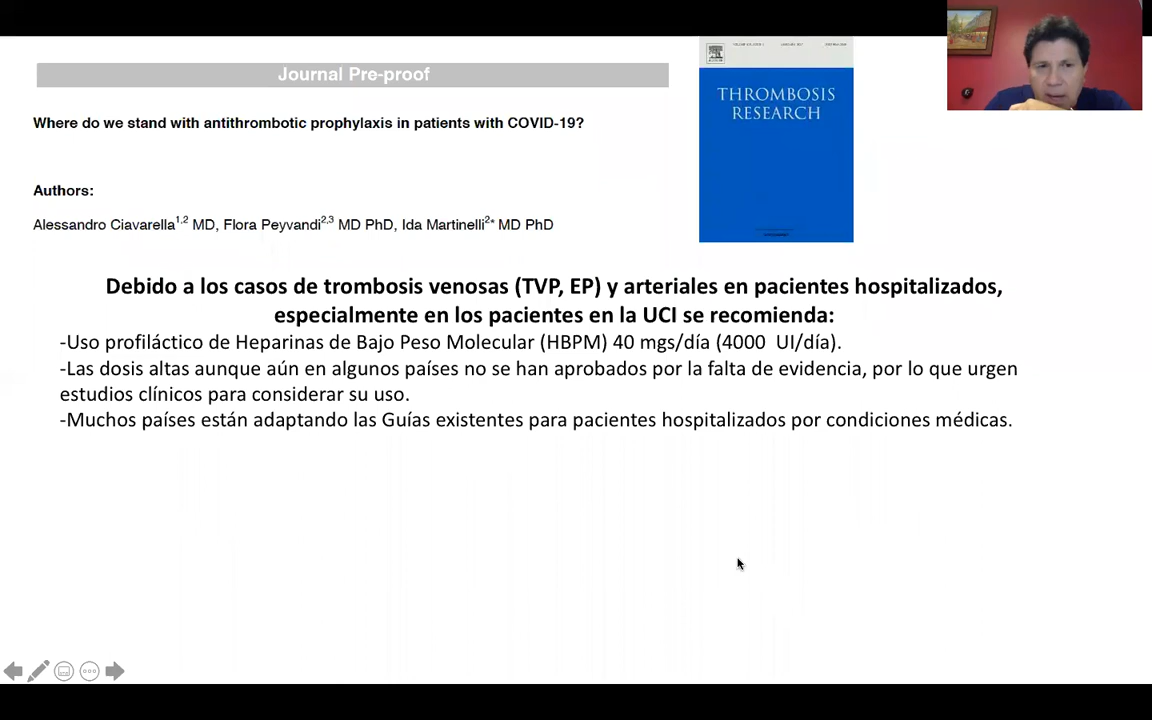 Journal Pre-proof
THROMBOSIS
RESEARCH
Where do we stand with antithrombotic prophylaxis in patients with COVID-19?
Authors:
Alessandro Ciavarella1,2 MD, Flora Peyvandi2,3 MD PhD, Ida Martinelli2* MD PhD
Debido a los casos de trombosis venosas (TVP, EP) y arteriales en pacientes hospitalizados,
especialmente en los pacientes en la UCI se recomienda:
-Uso profiláctico de Heparinas de Bajo Peso Molecular (HBPM) 40 mgs/día (4000 UI/día).
-Las dosis altas aunque aún en algunos países no se han aprobados por la falta de evidencia, por lo que urgen
estudios clínicos para considerar su uso.
-Muchos países están adaptando las Guías existentes para pacientes hospitalizados por condiciones médicas.